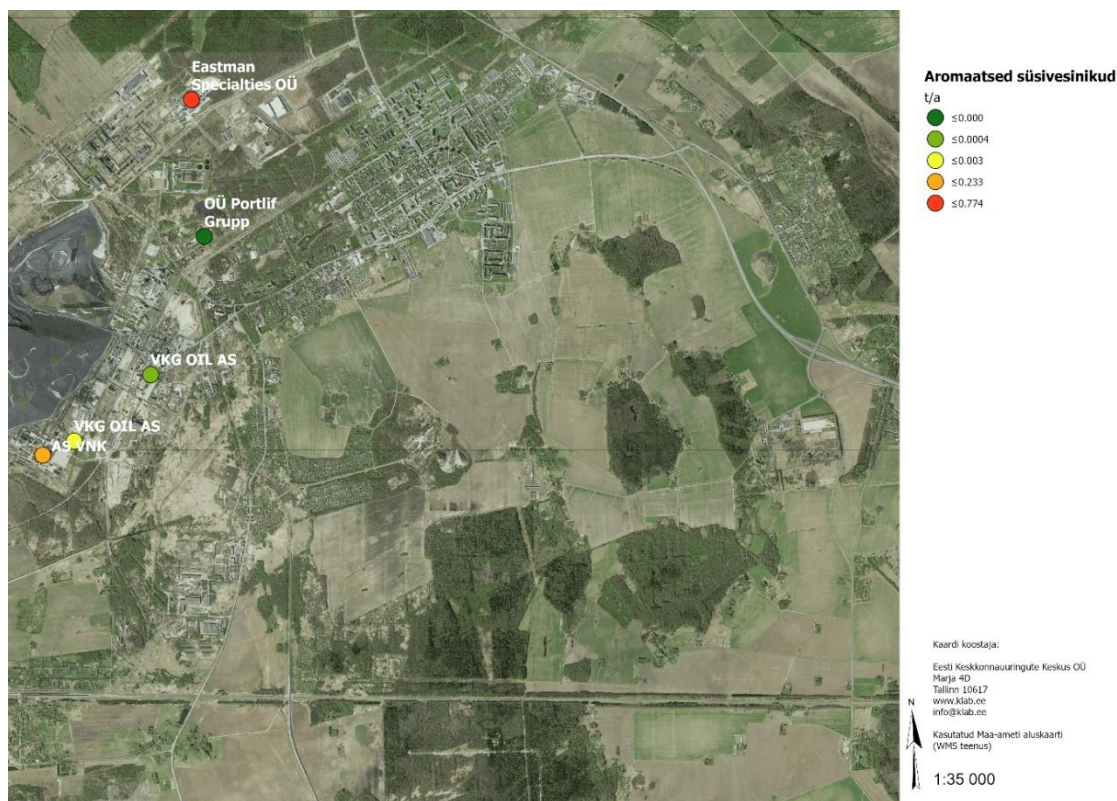 Eastman
Specialties OÜ
OÜ Portlif
Grupp
VKG OIL AS
VKG OIL AS
AS VNK
Aromaatsed süsivesinikud
t/a
≤0.000
≤0.0004
≤0.003
≤0.233
≤0.774
Kaardi koostaja:
Eesti Keskkonnauuringute Keskus OÜ
Marja 4D
Tallinn 10617
www.klab.ee
info@klab.ee
Kasutatud Maa-ameti aluskaarti
(WMS teenus)
N
1:35 000